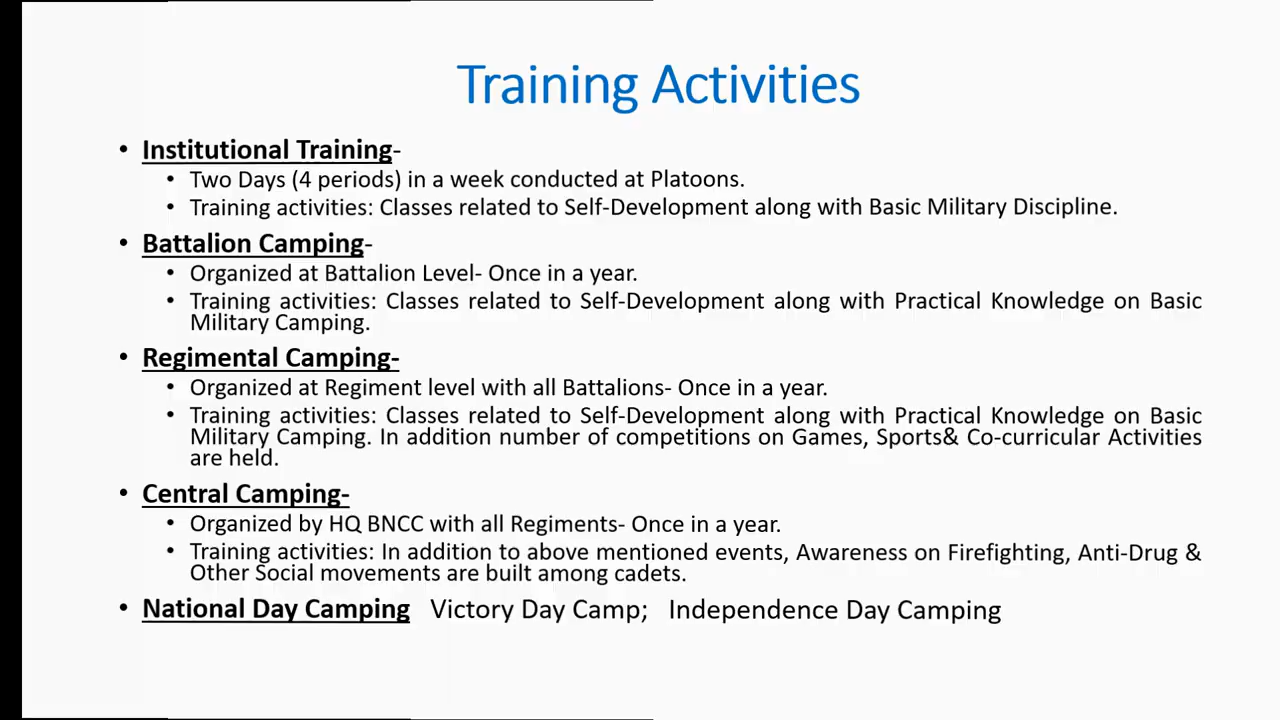 Training Activities
• Institutional Training-
• Two Days (4 periods) in a week conducted at Platoons.
• Training activities: Classes related to Self-Development along with Basic Military Discipline.
• Battalion Camping-
• Organized at Battalion Level- Once in a year.
• Training activities: Classes related to Self-Development along with Practical Knowledge on Basic
Military Camping.
• Regimental Camping-
• Organized at Regiment level with all Battalions- Once in a year.
• Training activities: Classes related to Self-Development along with Practical Knowledge on Basic
Military Camping. In addition number of competitions on Games, Sports& Co-curricular Activities
are held.
• Central Camping-
• Organized by HQ BNCC with all Regiments- Once in a year.
• Training activities: In addition to above mentioned events, Awareness on Firefighting, Anti-Drug &
Other Social movements are built among cadets.
• National Day Camping Victory Day Camp; Independence Day Camping